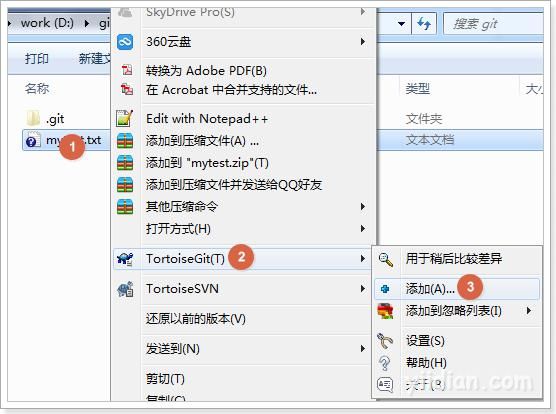 SkyDrive Pro(S)
work (D:)
gi
搜索 git
360云盘
打印
新建文
转换为 Adobe PDF(B)
名称
类型
大小
在 Acrobat 中合并支持的文件...
.git
Edit with Notepad++
文件夹
my
.txt
1
添加到压缩文件(A) ...
文本文档
添加到 "mytest.zip"(T)
添加到压缩文件并发送给QQ好友
其他压缩命令
打开方式(H)
TortoiseGit(T)
2
用于稍后比较差异
TortoiseSVN
添加(A)...
3
添加到忽略列表(I)
还原以前的版本(V)
设置(S)
发送到(N)
帮助(H)
剪切(T)
关于(B)
yiidian.com
复制(C)